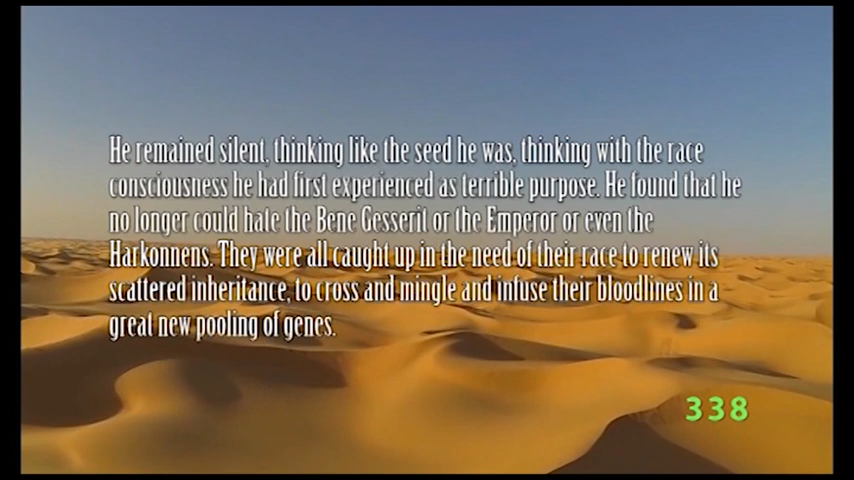 He remained silent, thinking like the seed he was, thinking with the race
consciousness he had first experienced as terrible purpose. He found that he
no longer could hate the Bene Gesserit or the Emperor or even the
Harkonnens. They were all caught up in the need of their race to renew its
scattered inheritance, to cross and mingle and infuse their bloodlines in a
great new pooling of genes.
338